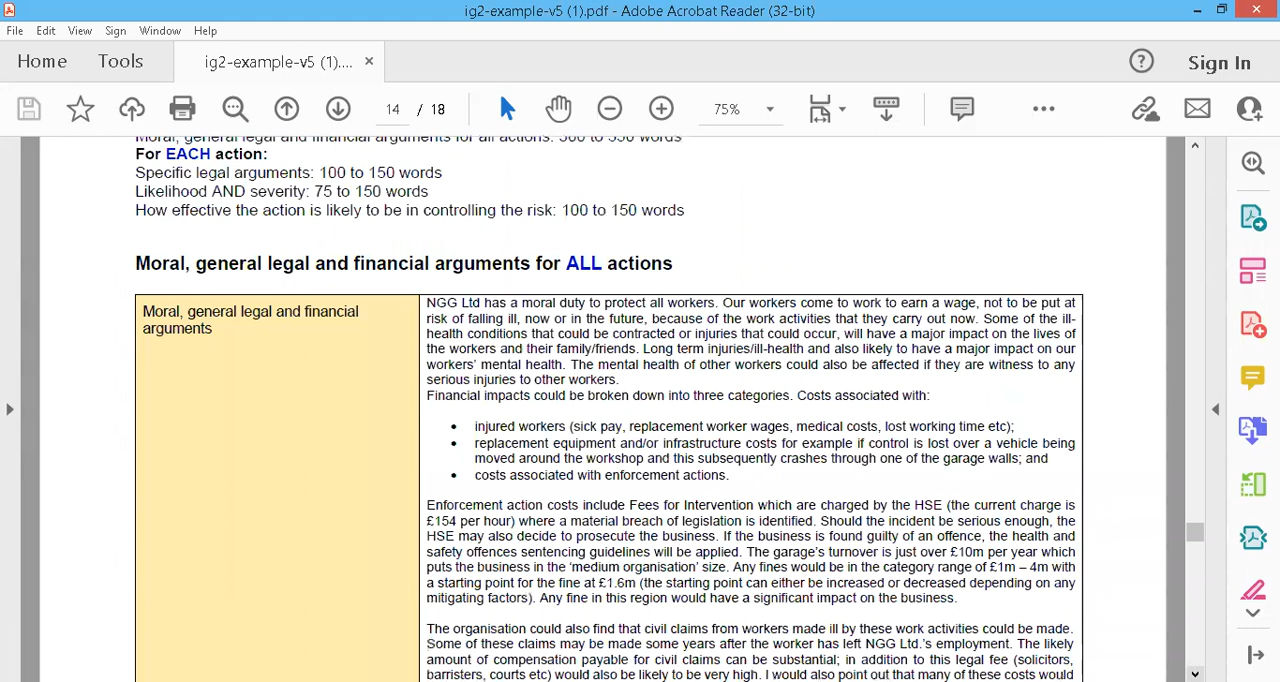 ig2-example-v5 (1).pdf - Adobe Acrobat Reader (32-bit)
File Edit View Sign Window Help
Home Tools ig2-example-v5 (1).... × Sign In
14 / 18 75%
Moral, general legal and financial arguments for all actions: 300 to 350 words
For EACH action:
Specific legal arguments: 100 to 150 words
Likelihood AND severity: 75 to 150 words
How effective the action is likely to be in controlling the risk: 100 to 150 words
Moral, general legal and financial arguments for ALL actions
Moral, general legal and financial
arguments
NGG Ltd has a moral duty to protect all workers. Our workers come to work to earn a wage, not to be put at
risk of falling ill, now or in the future, because of the work activities that they carry out now. Some of the ill-
health conditions that could be contracted or injuries that could occur, will have a major impact on the lives of
the workers and their family/friends. Long term injuries/ill-health and also likely to have a major impact on our
workers' mental health. The mental health of other workers could also be affected if they are witness to any
serious injuries to other workers.
Financial impacts could be broken down into three categories. Costs associated with:
• injured workers (sick pay, replacement worker wages, medical costs, lost working time etc);
• replacement equipment and/or infrastructure costs for example if control is lost over a vehicle being
moved around the workshop and this subsequently crashes through one of the garage walls; and
• costs associated with enforcement actions.
Enforcement action costs include Fees for Intervention which are charged by the HSE (the current charge is
£154 per hour) where a material breach of legislation is identified. Should the incident be serious enough, the
HSE may also decide to prosecute the business. If the business is found guilty of an offence, the health and
safety offences sentencing guidelines will be applied. The garage's turnover is just over £10m per year which
puts the business in the 'medium organisation' size. Any fines would be in the category range of £1m – 4m with
a starting point for the fine at £1.6m (the starting point can either be increased or decreased depending on any
mitigating factors). Any fine in this region would have a significant impact on the business.
The organisation could also find that civil claims from workers made ill by these work activities could be made.
Some of these claims may be made some years after the worker has left NGG Ltd.'s employment. The likely
amount of compensation payable for civil claims can be substantial; in addition to this legal fee (solicitors,
barristers, courts etc) would also be likely to be very high. I would also point out that many of these costs would